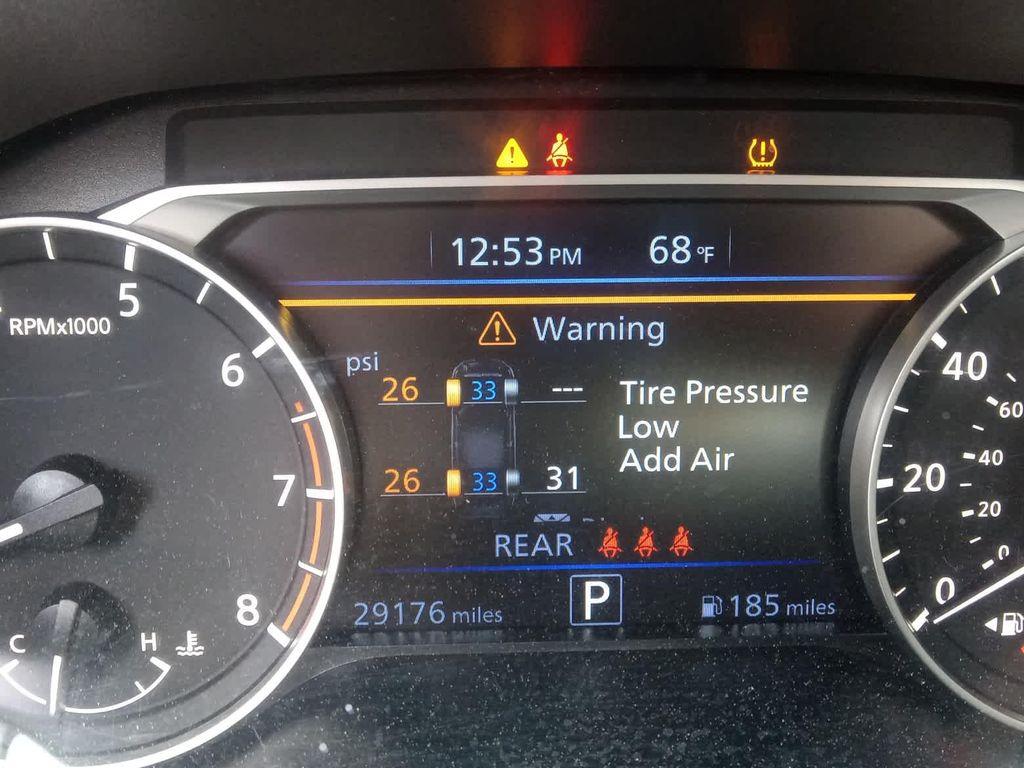 12:53 PM 68°F
5
RPMx1000
6
7
8
C H
Warning
psi
26 33 --- Tire Pressure
Low
Add Air
26 33 31
REAR
29176 miles P 185 miles
40
60
40
20
20
0
0